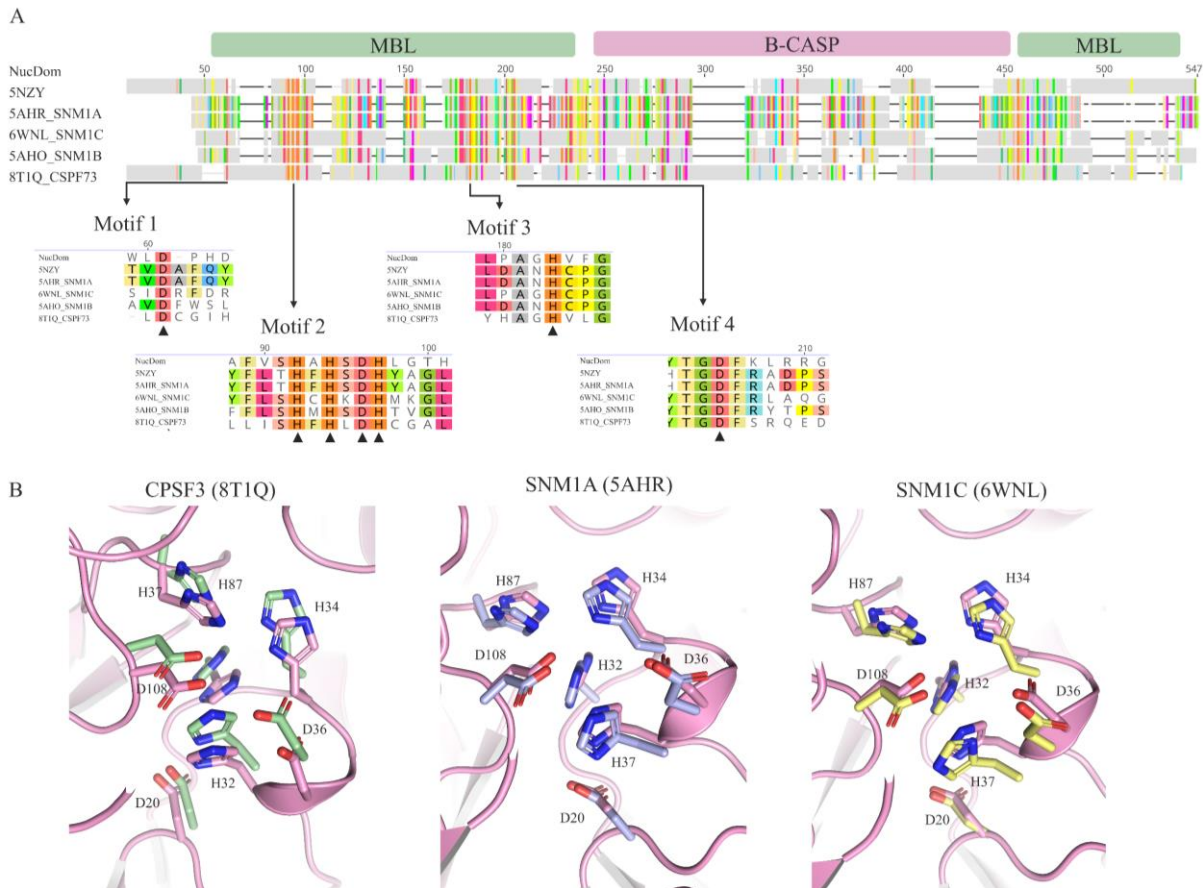 A
MBL B-CASP MBL
50 100 150 200 250 300 350 400 450 500 547
NucDom
5NZY
5AHR_SNM1A
6WNL_SNM1C
5AHO_SNM1B
8T1Q_CSPF73
Motif 1
60
NucDom W L D - P H D
5NZY T V D A F Q Y
5AHR_SNM1A T V D A F Q Y
6WNL_SNM1C S I D R F D R
5AHO_SNM1B A V D F W S L
8T1Q_CSPF73 - L D C G I H
Motif 2
90 100
NucDom A F V S H A H S D H L G T H
5NZY Y F L T H F H S D H Y A G L
5AHR_SNM1A Y F L T H F H S D H Y A G L
6WNL_SNM1C Y F L S H C H K D H M K G L
5AHO_SNM1B F F L S H M H S D H T V G L
8T1Q_CSPF73 L L I S H F H L D H C G A L
Motif 3
180
NucDom L P A G H V F G
5NZY L D A N H C P G
5AHR_SNM1A L D A N H C P G
6WNL_SNM1C L P A G H C P G
5AHO_SNM1B L D A N H C P G
8T1Q_CSPF73 Y H A G H V L G
Motif 4
210
NucDom Y T G D F K L R R G
5NZY H T G D F R A D P S
5AHR_SNM1A H T G D F R A D P S
6WNL_SNM1C Y T G D F R L A Q G
5AHO_SNM1B Y T G D F R Y T P S
8T1Q_CSPF73 Y T G D F S R Q E D
B
CPSF3 (8T1Q)
H37
H87
H34
D108
D36
H32
D20
SNM1A (5AHR)
H87
H34
D108
H32
D36
H37
D20
SNM1C (6WNL)
H87
H34
D108
H32
D36
H37
D20